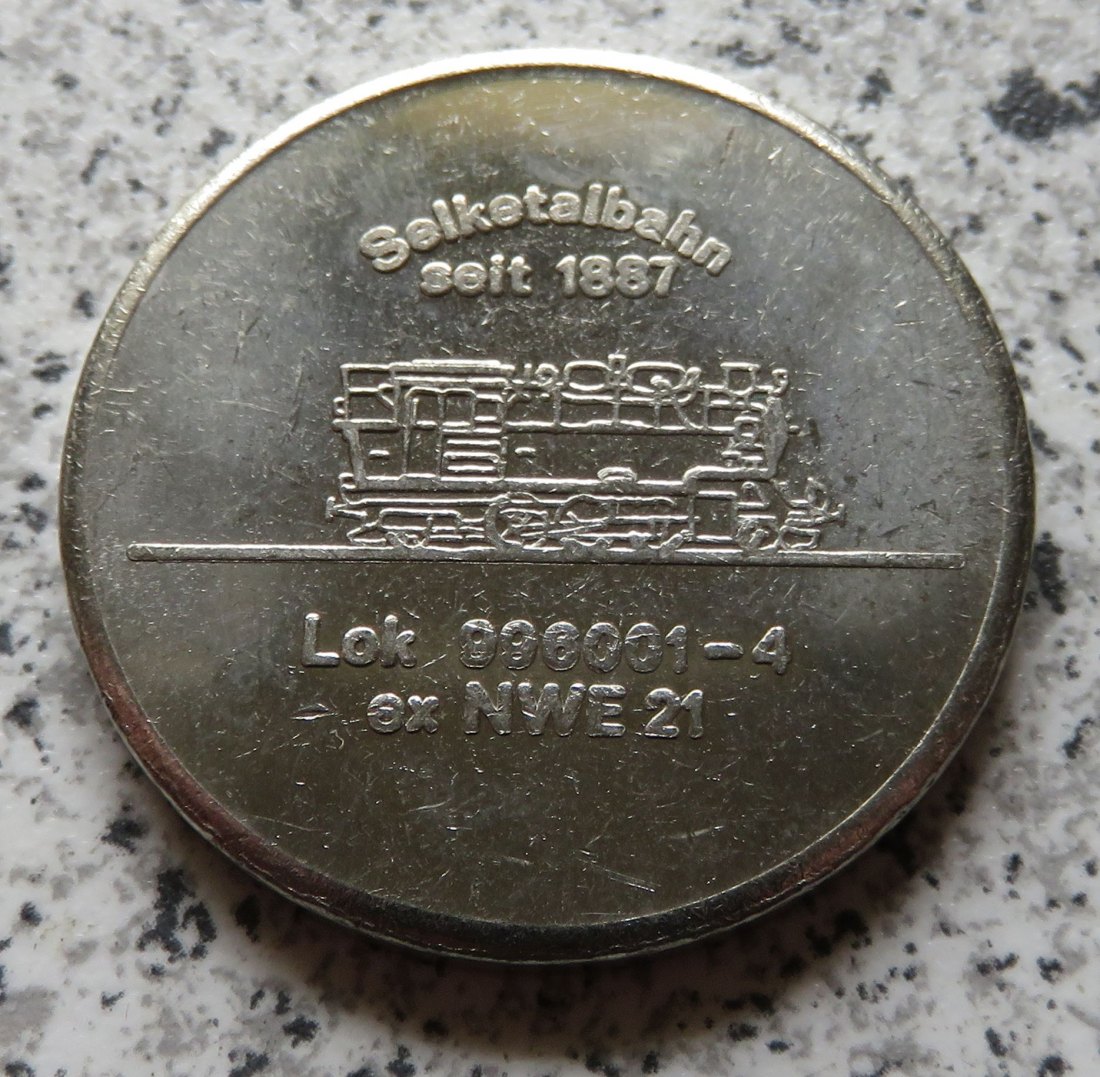 Selketalbahn
seit 1887
Lok 996001-4
ex NWE 21